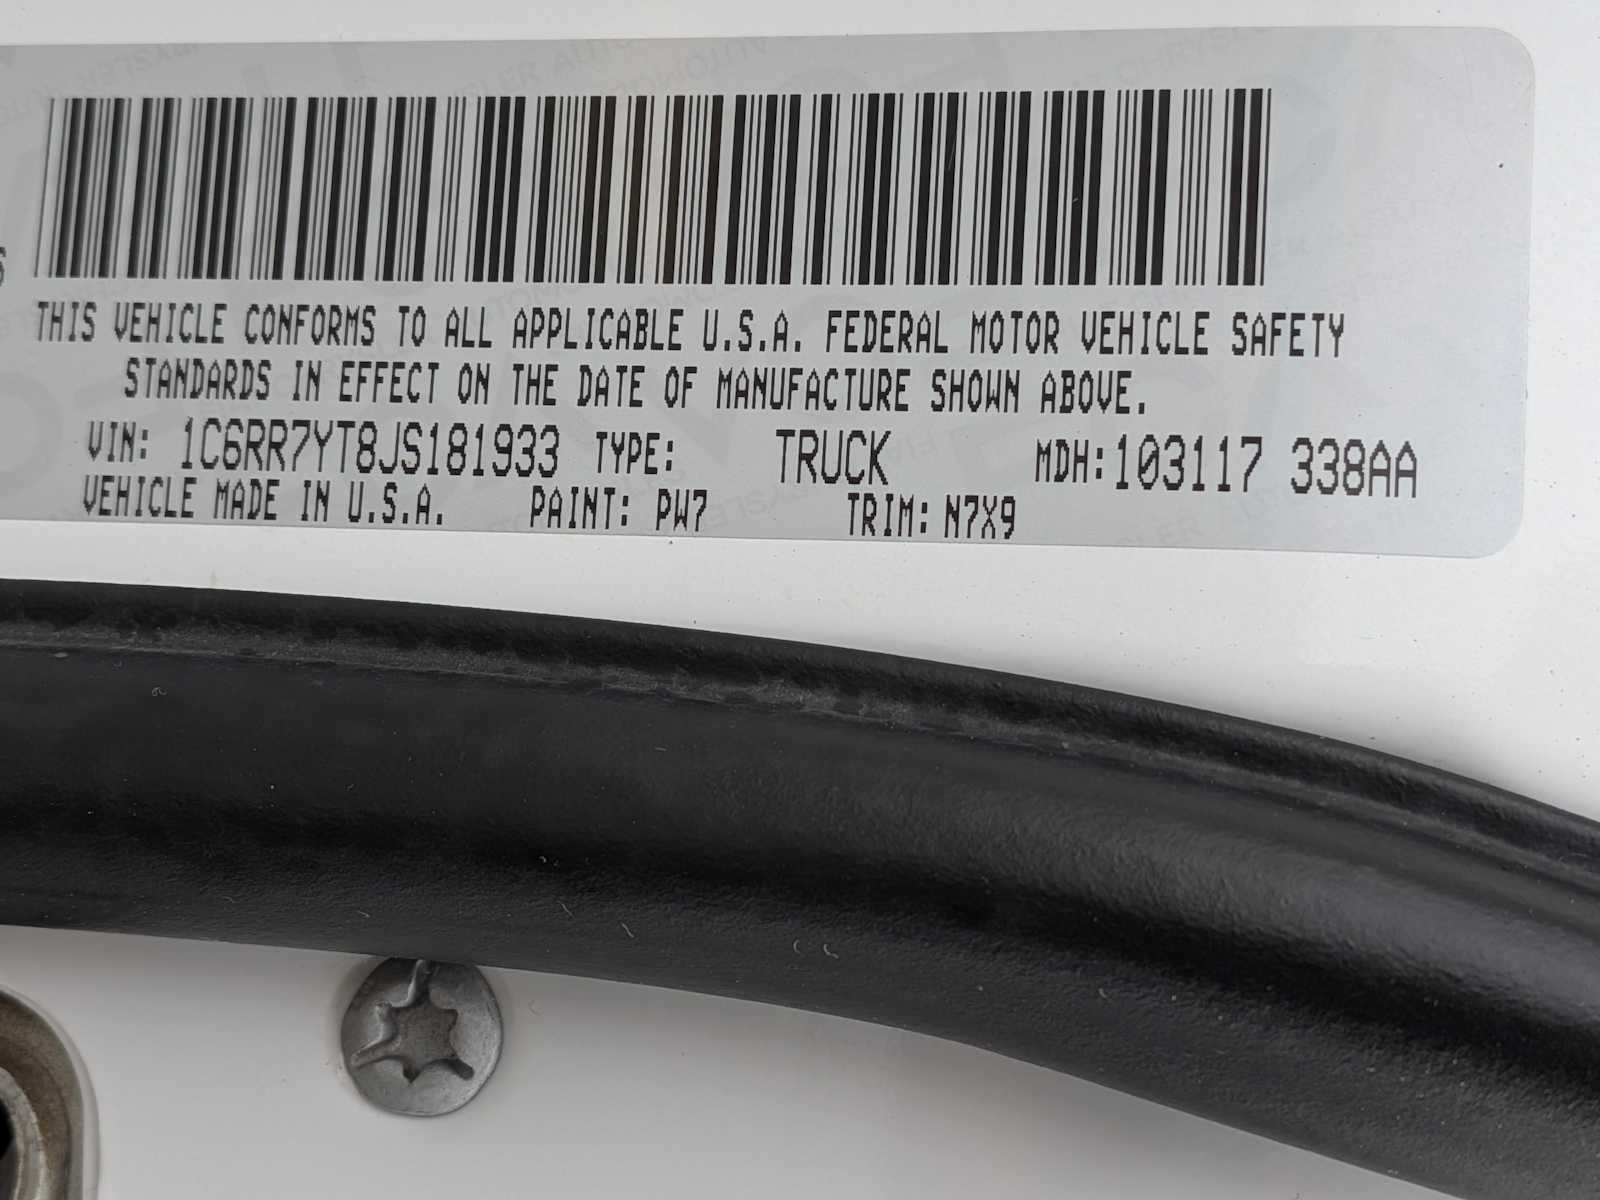 THIS VEHICLE CONFORMS TO ALL APPLICABLE U.S.A. FEDERAL MOTOR VEHICLE SAFETY
STANDARDS IN EFFECT ON THE DATE OF MANUFACTURE SHOWN ABOVE.
VIN: 1C6RR7YT8JS181933 TYPE: TRUCK MDH:103117 338AA
VEHICLE MADE IN U.S.A. PAINT: PW7 TRIM: N7X9